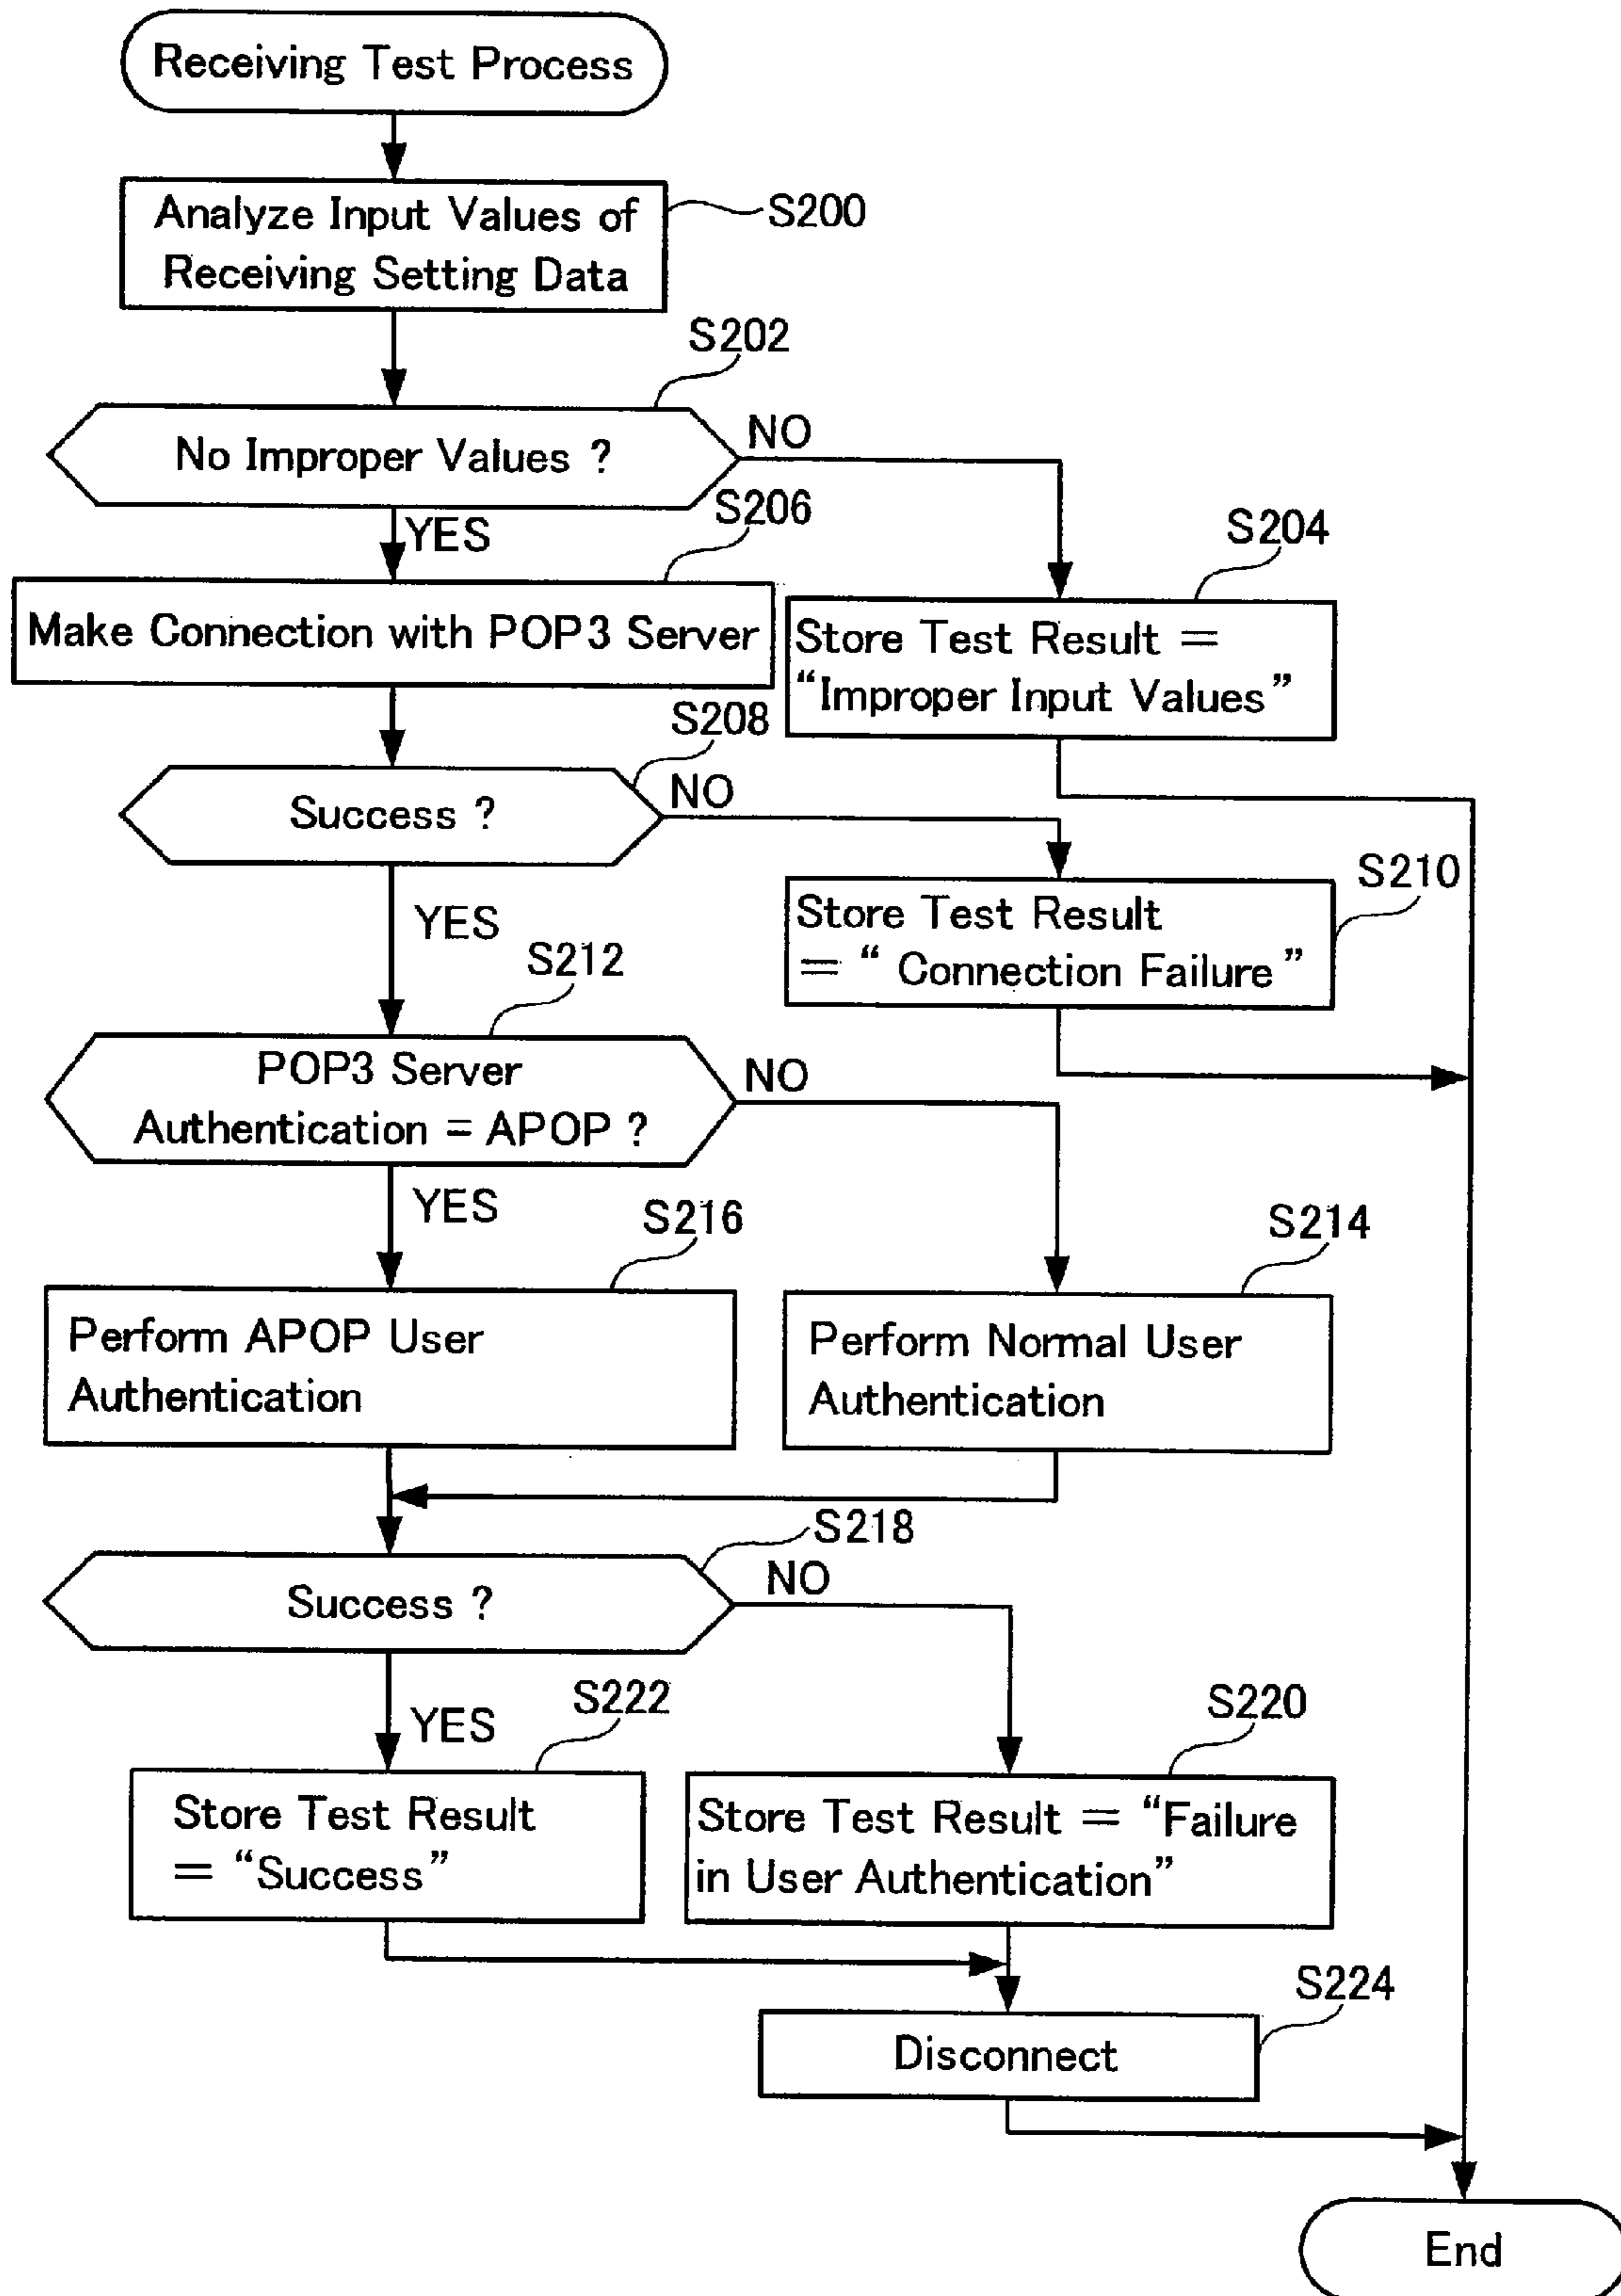 Receiving Test Process
Analyze Input Values of
Receiving Setting Data
S200
S202
No Improper Values ?
NO
YES
S206
Make Connection with POP3 Server
S204
Store Test Result =
“Improper Input Values”
S208
Success ?
NO
YES
S210
Store Test Result
= “ Connection Failure ”
S212
POP3 Server
Authentication = APOP ?
NO
YES
S216
Perform APOP User
Authentication
S214
Perform Normal User
Authentication
S218
Success ?
NO
YES
S222
Store Test Result
= “Success”
S220
Store Test Result = “Failure
in User Authentication”
S224
Disconnect
End